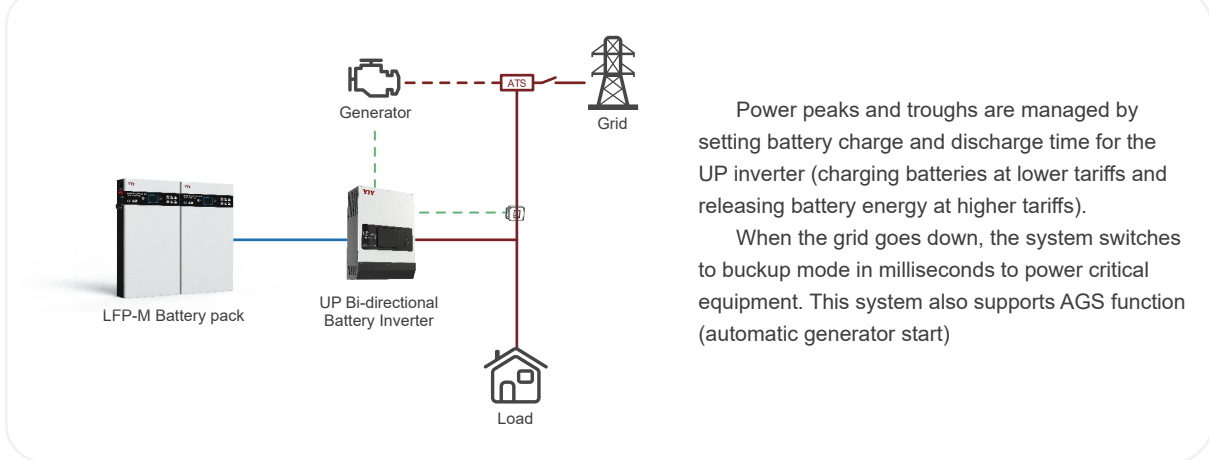 ATS
Generator
Grid
YIY
YIY
YIY
LFP-M Battery pack
UP Bi-directional
Battery Inverter
Load
Power peaks and troughs are managed by
setting battery charge and discharge time for the
UP inverter (charging batteries at lower tariffs and
releasing battery energy at higher tariffs).
When the grid goes down, the system switches
to buckup mode in milliseconds to power critical
equipment. This system also supports AGS function
(automatic generator start)